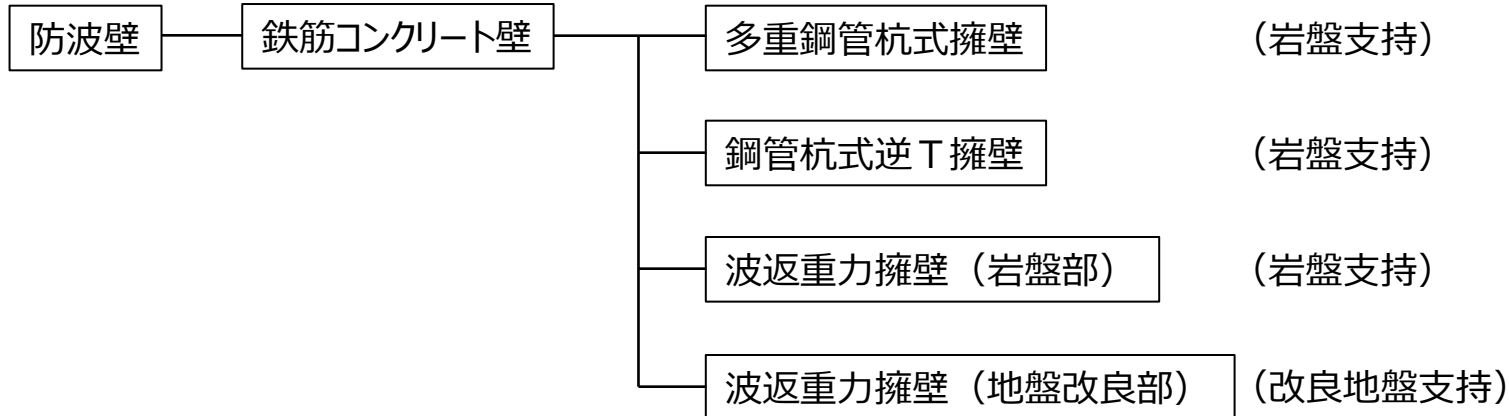 防波壁 鉄筋コンクリート壁 多重鋼管杭式擁壁 （岩盤支持）
鋼管杭式逆Ｔ擁壁 （岩盤支持）
波返重力擁壁（岩盤部） （岩盤支持）
波返重力擁壁（地盤改良部） （改良地盤支持）